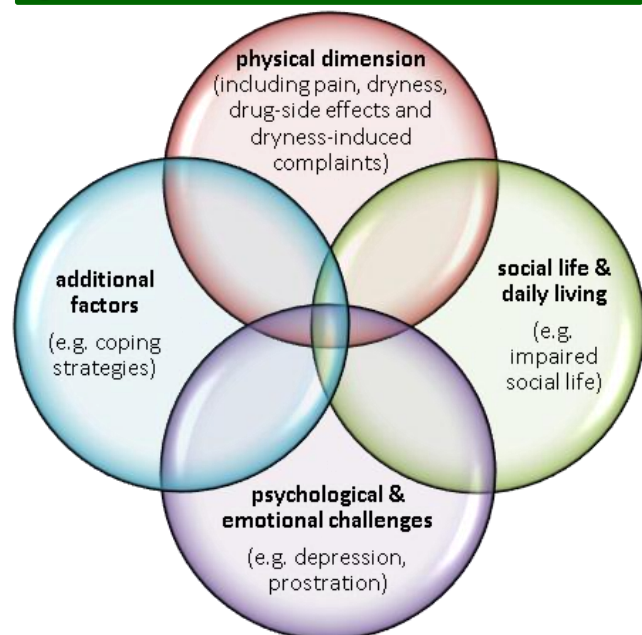 physical dimension
(including pain, dryness,
drug-side effects and
dryness-induced
complaints)
additional
factors
(e.g. coping
strategies)
social life &
daily living
(e.g.
impaired
social life)
psychological &
emotional challenges
(e.g. depression,
prostration)